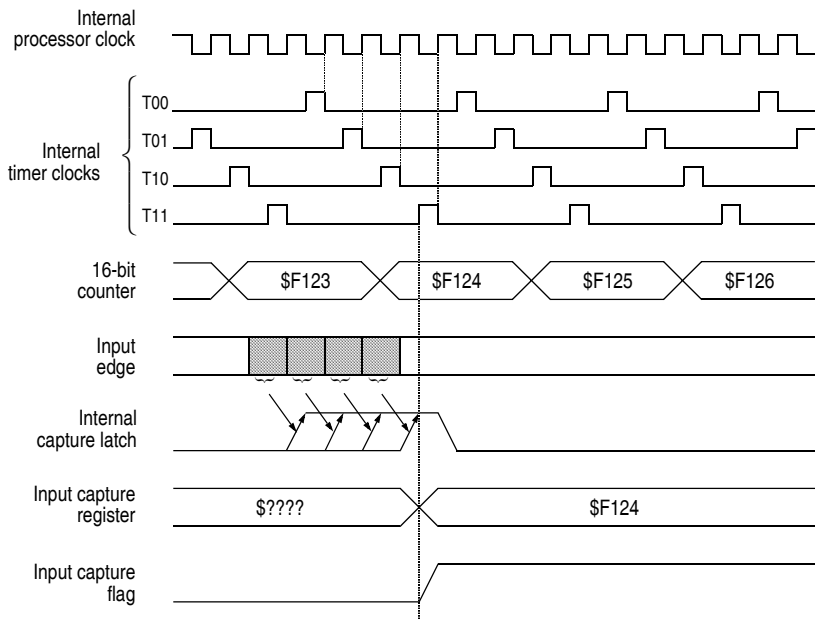 Internal
processor clock
Internal
timer clocks
T00
T01
T10
T11
16-bit
counter
$F123
$F124
$F125
$F126
Input
edge
Internal
capture latch
Input capture
register
$????
$F124
Input capture
flag